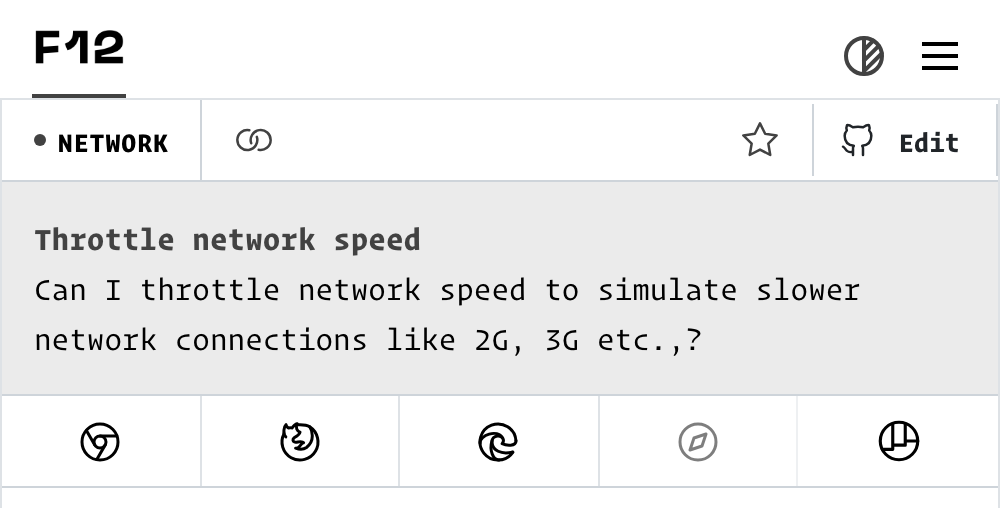 F12
NETWORK
Edit
Throttle network speed
Can I throttle network speed to simulate slower
network connections like 2G, 3G etc.,?